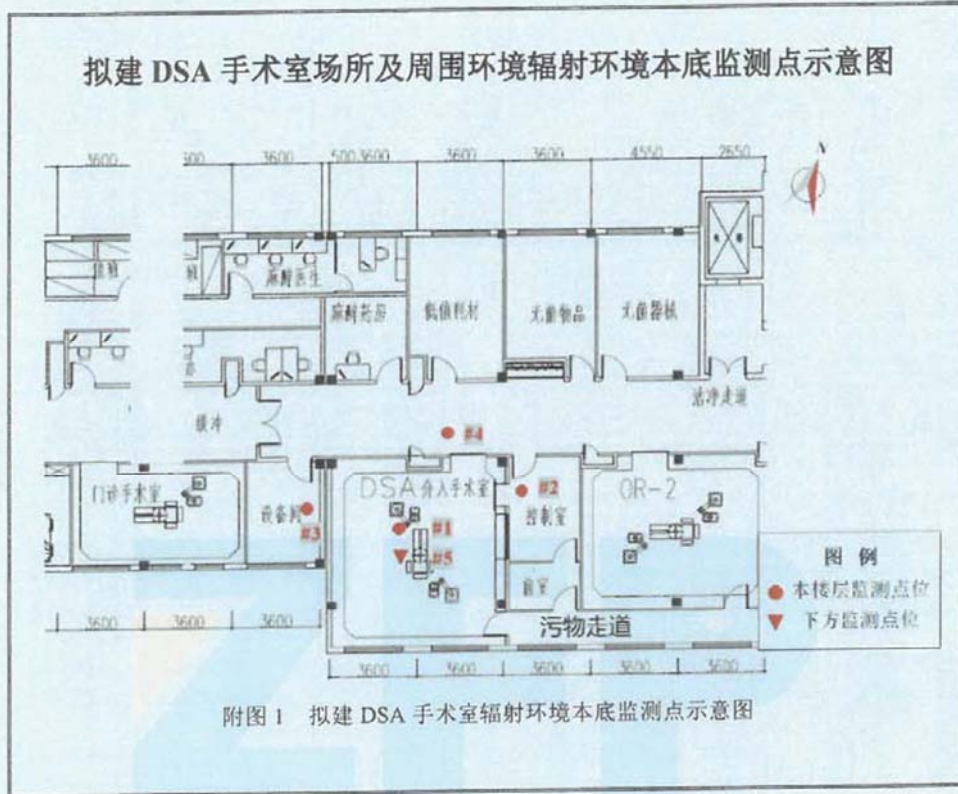 拟建 DSA 手术室场所及周围环境辐射环境本底监测点示意图
3600 3600 500 3600 3600 3600 4550 2650
N
麻醉医生
麻醉药房 低值耗材 无菌物品 无菌器械
洁净走道
缓冲
#4
门诊手术室 设备间 #3
DSA介入手术室 #1 #5
#2 控制室
OR-2
前室
污物走道
3600 3600 3600
3600 3600 3600 3600 3600
图 例
本楼层监测点位
下方监测点位
附图 1 拟建 DSA 手术室辐射环境本底监测点示意图